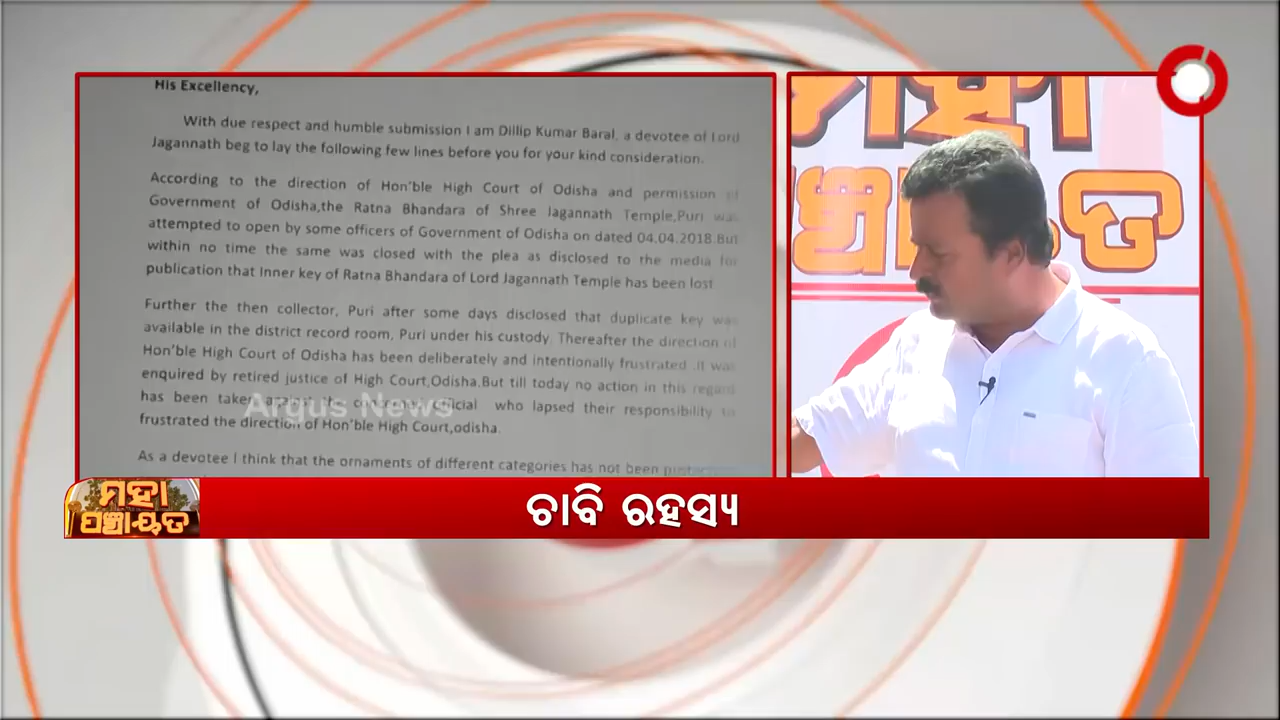 His Excellency,
With due respect and humble submission I am Dillip Kumar Baral, a devotee of Lord
Jagannath beg to lay the following few lines before you for your kind consideration.
According to the direction of Hon'ble High Court of Odisha and permission of
Government of Odisha,the Ratna Bhandara of Shree Jagannath Temple,Puri was
attempted to open by some officers of Government of Odisha on dated 04.04.2018.But
within no time the same was closed with the plea as disclosed to the media for
publication that Inner key of Ratna Bhandara of Lord Jagannath Temple has been lost
Further the then collector, Puri after some days disclosed that duplicate key was
available in the district record room, Puri under his custody. Thereafter the direction of
Hon'ble High Court of Odisha has been deliberately and intentionally frustrated .It was
enquired by retired justice of High Court,Odisha.But till today no action in this regard
has been taken against the concerned official who lapsed their responsibility to
frustrated the direction of Hon'ble High Court,odisha.
As a devotee I think that the ornaments of different categories has not been
Argus News
ମହା
ପଞ୍ଚାୟତ
ମହା
ପଞ୍ଚାୟତ
ଚାବି ରହସ୍ୟ